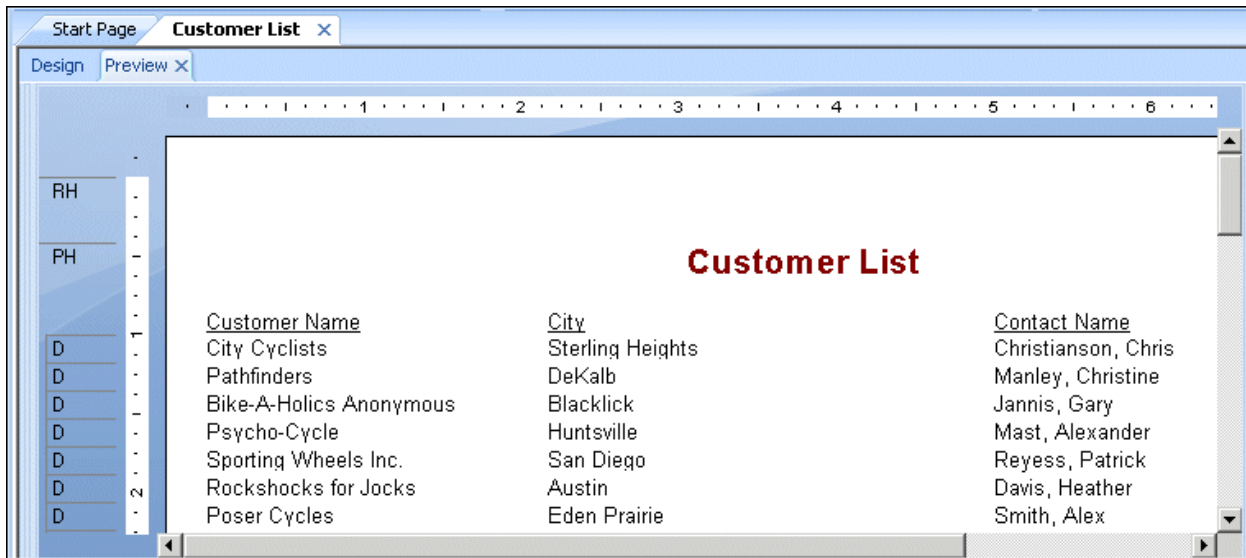 Start Page Customer List
Design Preview
1 2 3 4 5 6
RH
PH
Customer List
Customer Name City Contact Name
D City Cyclists Sterling Heights Christianson, Chris
D Pathfinders DeKalb Manley, Christine
D Bike-A-Holics Anonymous Blacklick Jannis, Gary
D Psycho-Cycle Huntsville Mast, Alexander
D Sporting Wheels Inc. San Diego Reyess, Patrick
D Rockshocks for Jocks Austin Davis, Heather
D Poser Cycles Eden Prairie Smith, Alex
1
2